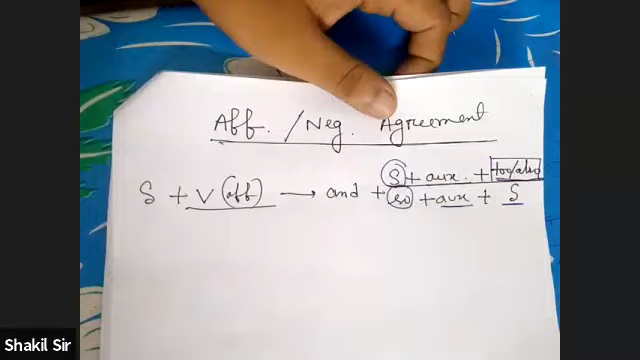 Aff. / Neg. Agreement
S + aux. + too/also
S + V (aff) → and +
so + aux + S
Shakil Sir